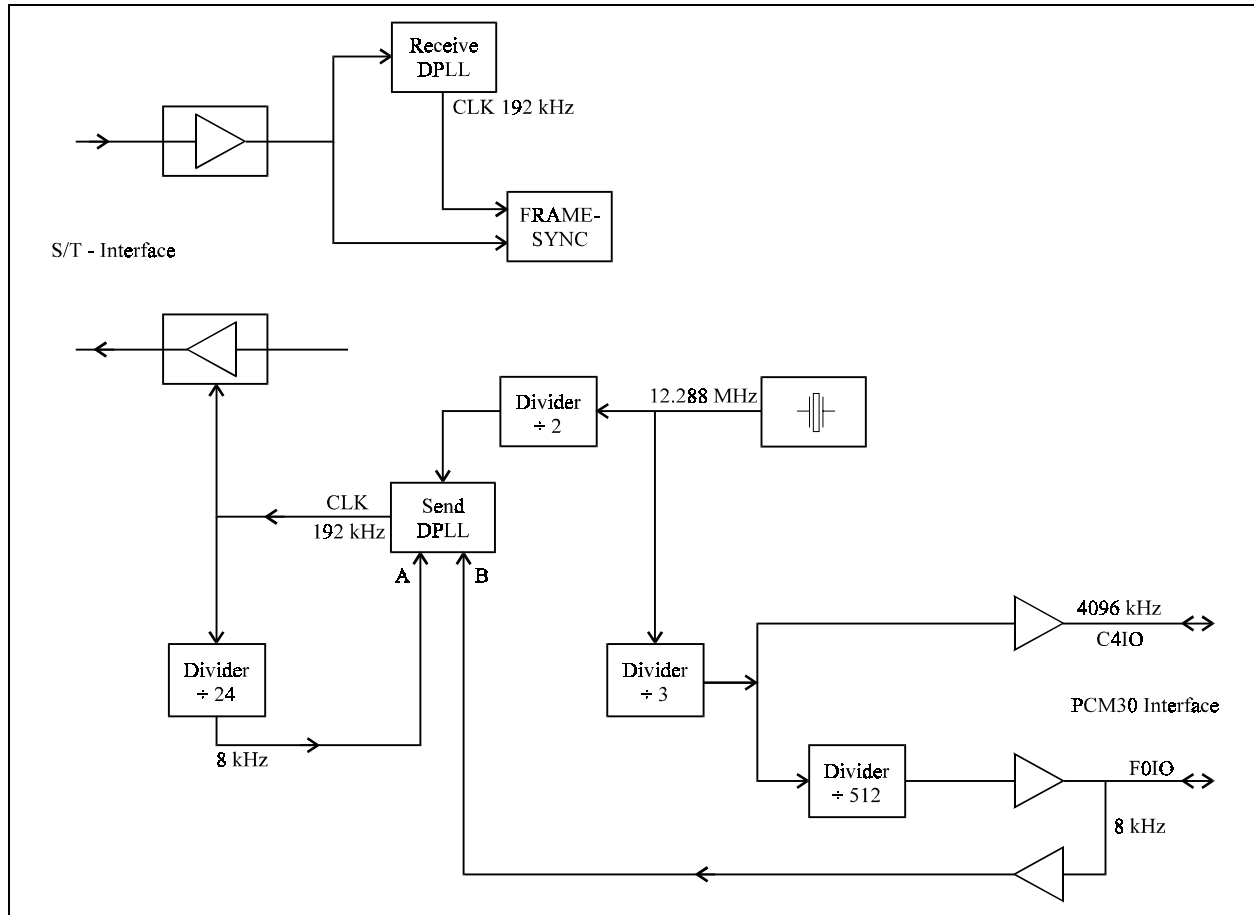 Receive
DPLL
CLK 192 kHz
FRAME-
SYNC
S/T - Interface
12.288 MHz
Divider
÷ 2
CLK
192 kHz
Send
DPLL
A
B
4096 kHz
C4IO
Divider
÷ 24
Divider
÷ 3
PCM30 Interface
8 kHz
Divider
÷ 512
F0IO
8 kHz